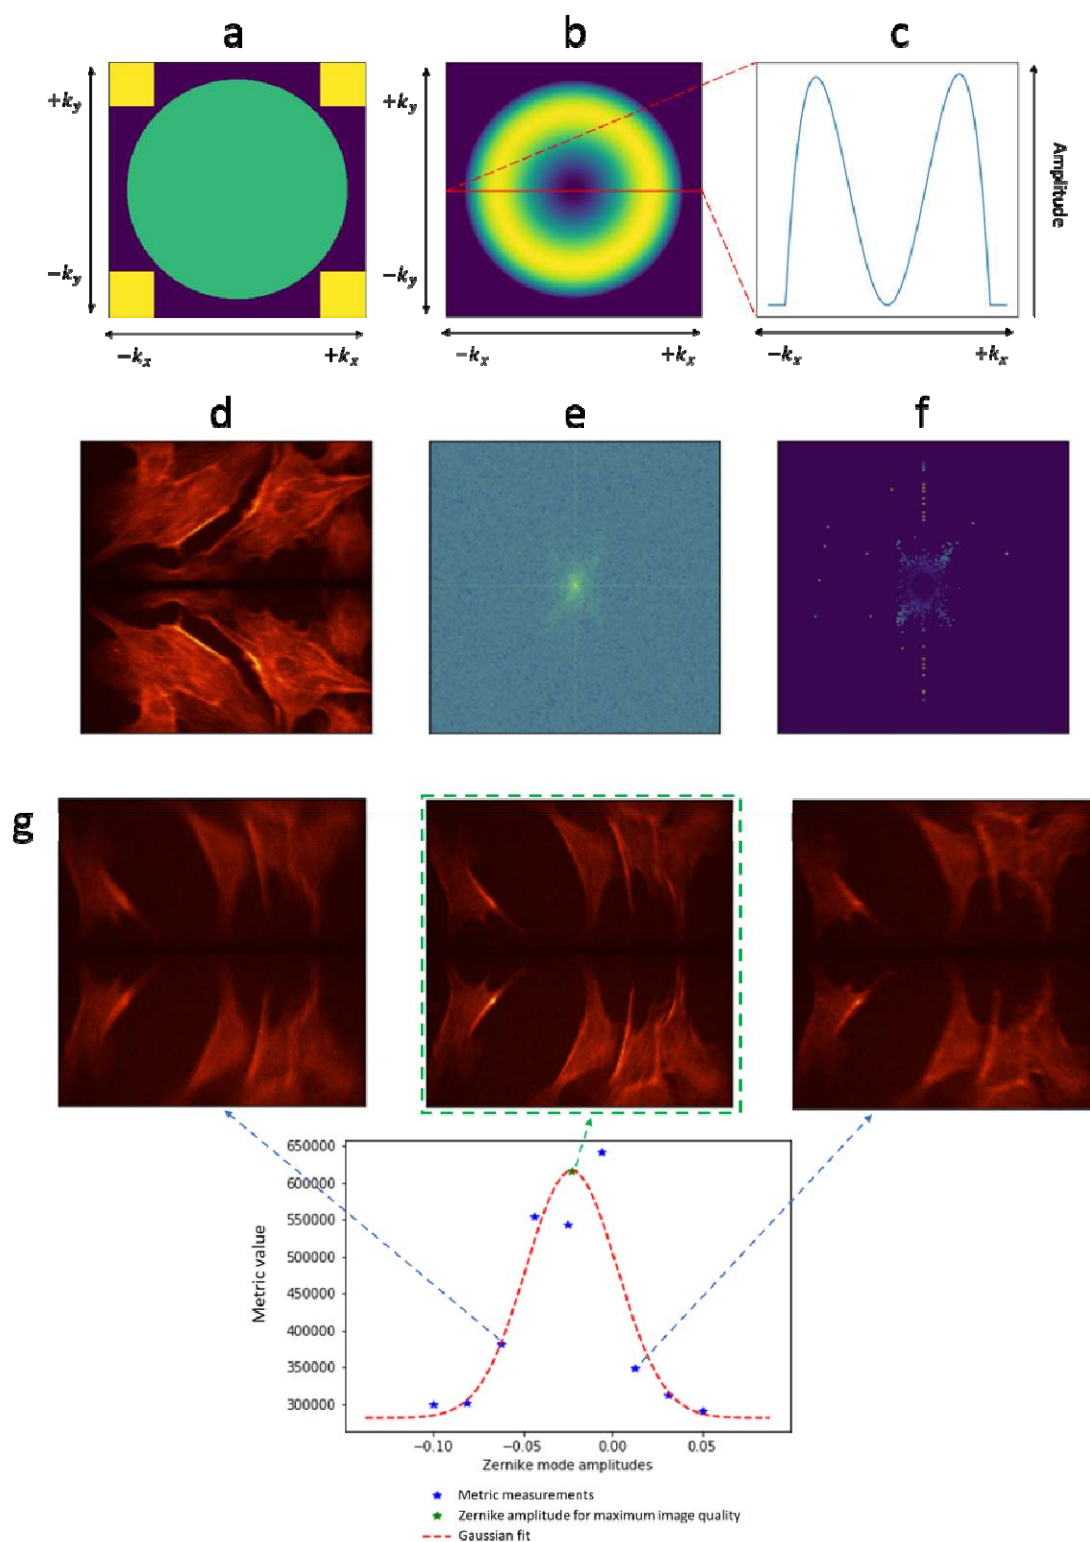 a b c
+ky +ky
Amplitude
−ky −ky
−kx +kx −kx +kx −kx +kx
d e f
g
650000
600000
550000
500000
450000
400000
350000
300000
Metric value
−0.10 −0.05 0.00 0.05
Zernike mode amplitudes
Metric measurements
Zernike amplitude for maximum image quality
Gaussian fit